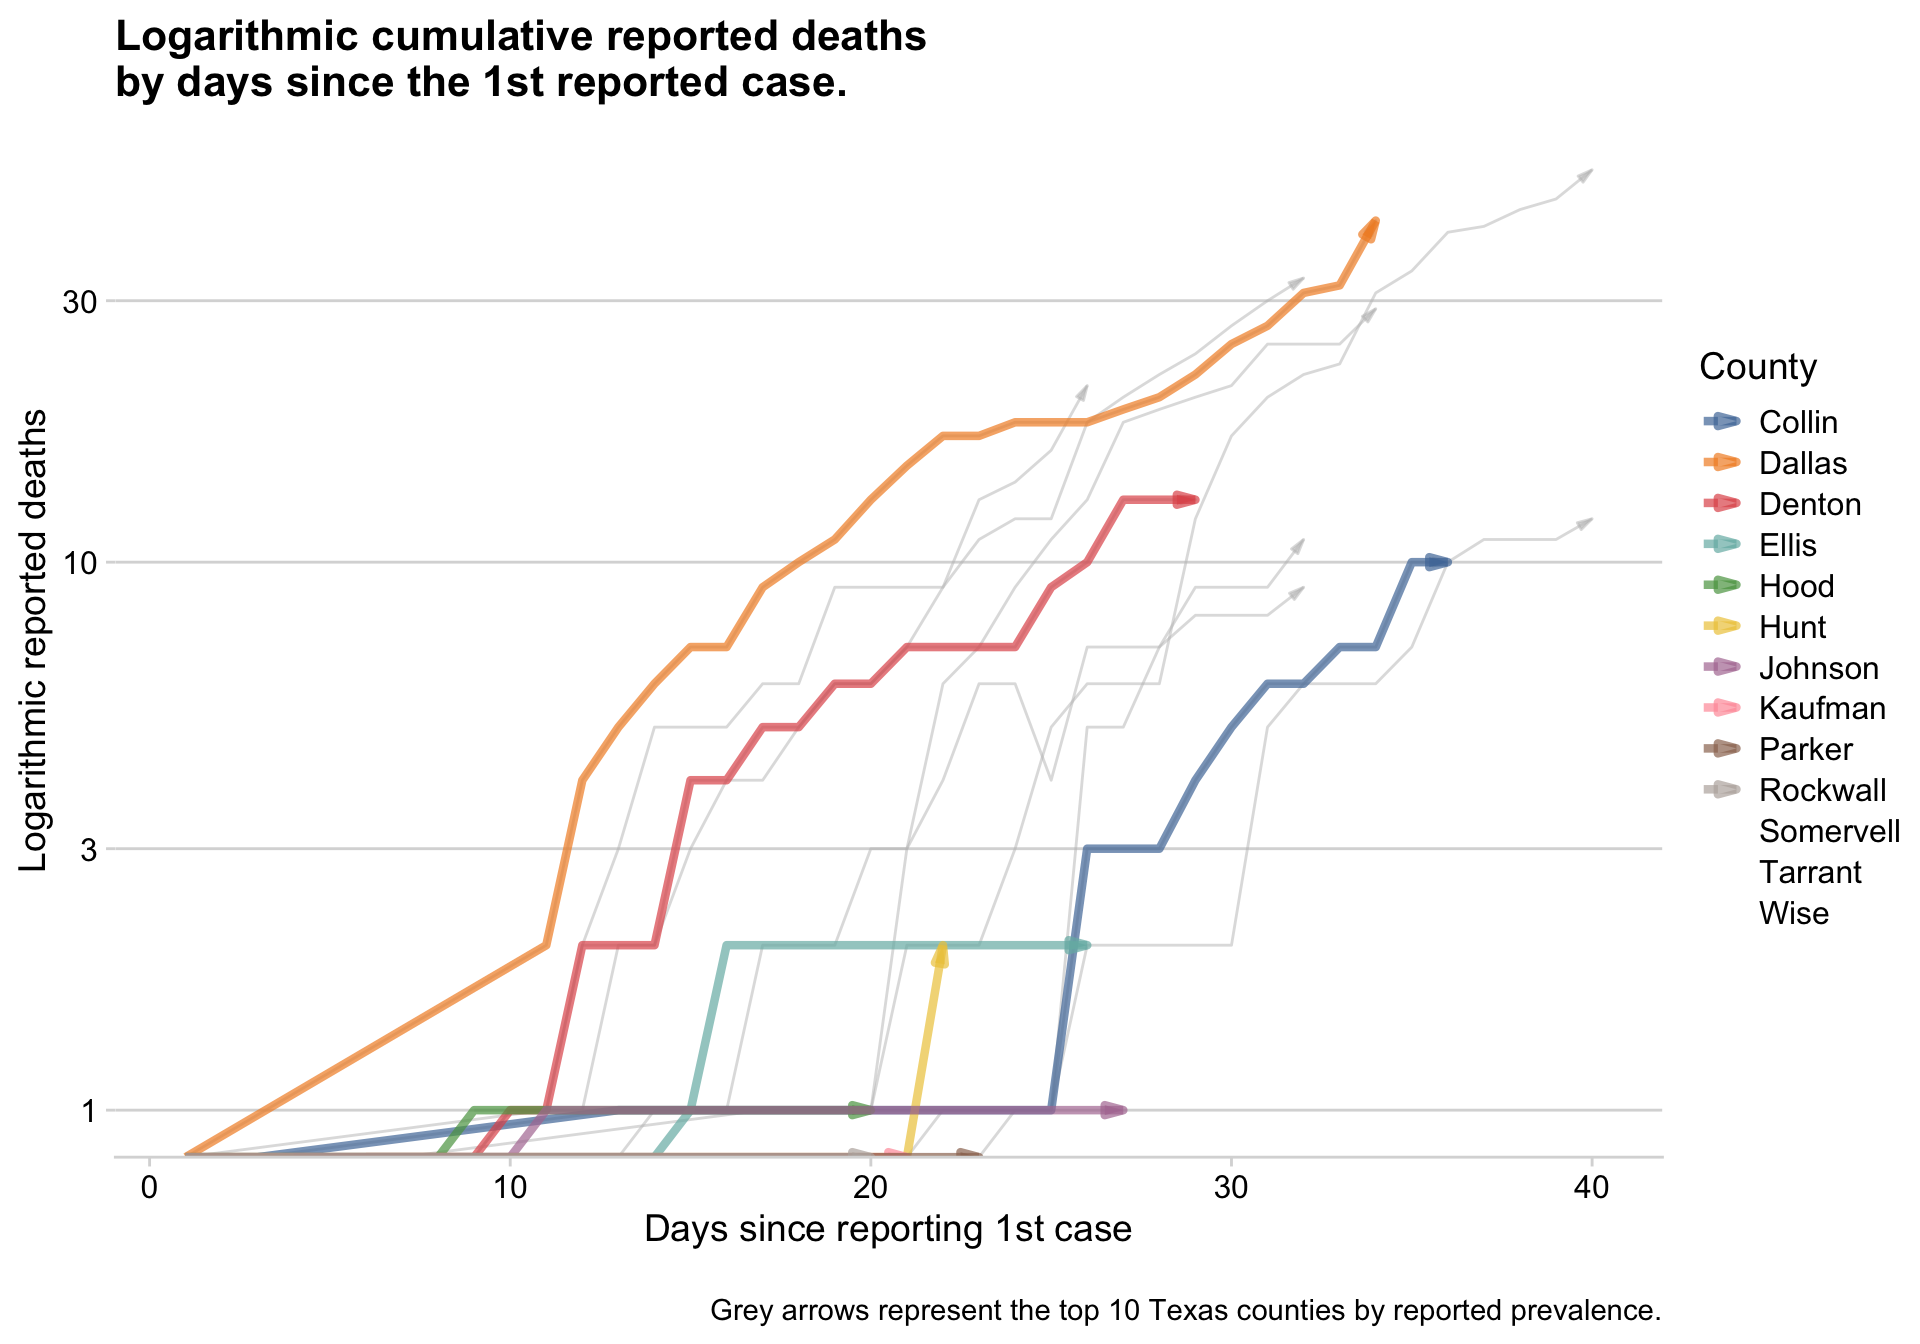 Logarithmic cumulative reported deaths
by days since the 1st reported case.
Logarithmic reported deaths
30
10
3
1
0
10
20
30
40
Days since reporting 1st case
County
Collin
Dallas
Denton
Ellis
Hood
Hunt
Johnson
Kaufman
Parker
Rockwall
Somervell
Tarrant
Wise
Grey arrows represent the top 10 Texas counties by reported prevalence.